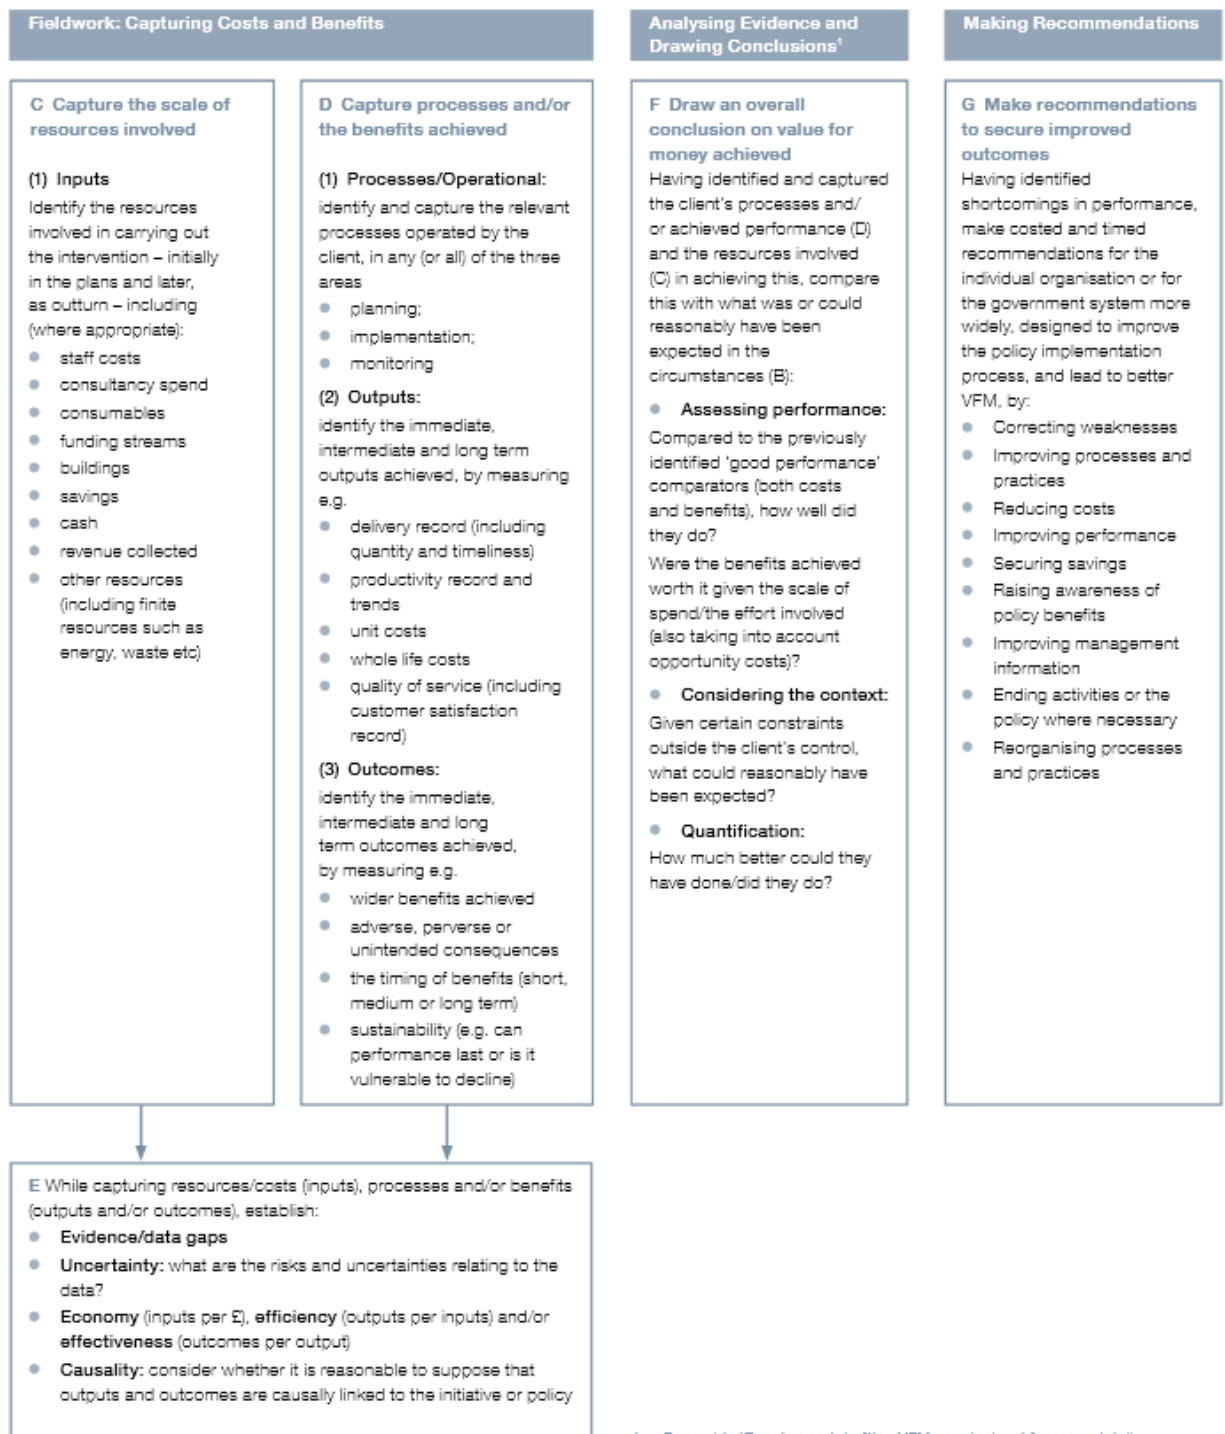 Fieldwork: Capturing Costs and Benefits
C Capture the scale of
resources involved
(1) Inputs
Identify the resources
involved in carrying out
the intervention – initially
in the plans and later,
as outturn – including
(where appropriate):
● staff costs
● consultancy spend
● consumables
● funding streams
● buildings
● savings
● cash
● revenue collected
● other resources
(including finite
resources such as
energy, waste etc)
D Capture processes and/or
the benefits achieved
(1) Processes/Operational:
identify and capture the relevant
processes operated by the
client, in any (or all) of the three
areas
● planning;
● implementation;
● monitoring
(2) Outputs:
identify the immediate,
intermediate and long term
outputs achieved, by measuring
e.g.
● delivery record (including
quantity and timeliness)
● productivity record and
trends
● unit costs
● whole life costs
● quality of service (including
customer satisfaction
record)
(3) Outcomes:
identify the immediate,
intermediate and long
term outcomes achieved,
by measuring e.g.
● wider benefits achieved
● adverse, perverse or
unintended consequences
● the timing of benefits (short,
medium or long term)
● sustainability (e.g. can
performance last or is it
vulnerable to decline)
E While capturing resources/costs (inputs), processes and/or benefits
(outputs and/or outcomes), establish:
● Evidence/data gaps
● Uncertainty: what are the risks and uncertainties relating to the
data?
● Economy (inputs per £), efficiency (outputs per inputs) and/or
effectiveness (outcomes per output)
● Causality: consider whether it is reasonable to suppose that
outputs and outcomes are causally linked to the initiative or policy
Analysing Evidence and
Drawing Conclusions¹
F Draw an overall
conclusion on value for
money achieved
Having identified and captured
the client's processes and/
or achieved performance (D)
and the resources involved
(C) in achieving this, compare
this with what was or could
reasonably have been
expected in the
circumstances (B):
● Assessing performance:
Compared to the previously
identified 'good performance'
comparators (both costs
and benefits), how well did
they do?
Were the benefits achieved
worth it given the scale of
spend/the effort involved
(also taking into account
opportunity costs)?
● Considering the context:
Given certain constraints
outside the client's control,
what could reasonably have
been expected?
● Quantification:
How much better could they
have done/did they do?
Making Recommendations
G Make recommendations
to secure improved
outcomes
Having identified
shortcomings in performance,
make costed and timed
recommendations for the
individual organisation or for
the government system more
widely, designed to improve
the policy implementation
process, and lead to better
VFM, by:
● Correcting weaknesses
● Improving processes and
practices
● Reducing costs
● Improving performance
● Securing savings
● Raising awareness of
policy benefits
● Improving management
information
● Ending activities or the
policy where necessary
● Reorganising processes
and practices